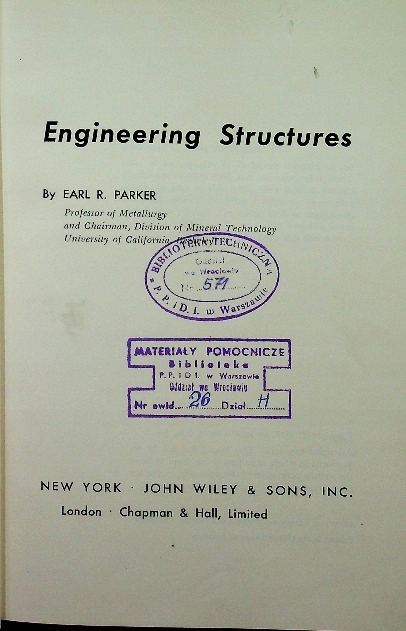 Engineering Structures
By EARL R. PARKER
Professor of Metallurgy
and Chairman, Division of Mineral Technology
University of California
BIBLIOTEKA TECHNICZNA
Oddział
we Wrocławiu
Nr 571
P. P. i D. I. w Warszawie
MATERIAŁY POMOCNICZE
Biblioteka
P. P. i D I. w Warszawie
Oddział we Wrocławiu
Nr ewid. 26 Dział H
NEW YORK · JOHN WILEY & SONS, INC.
London · Chapman & Hall, Limited